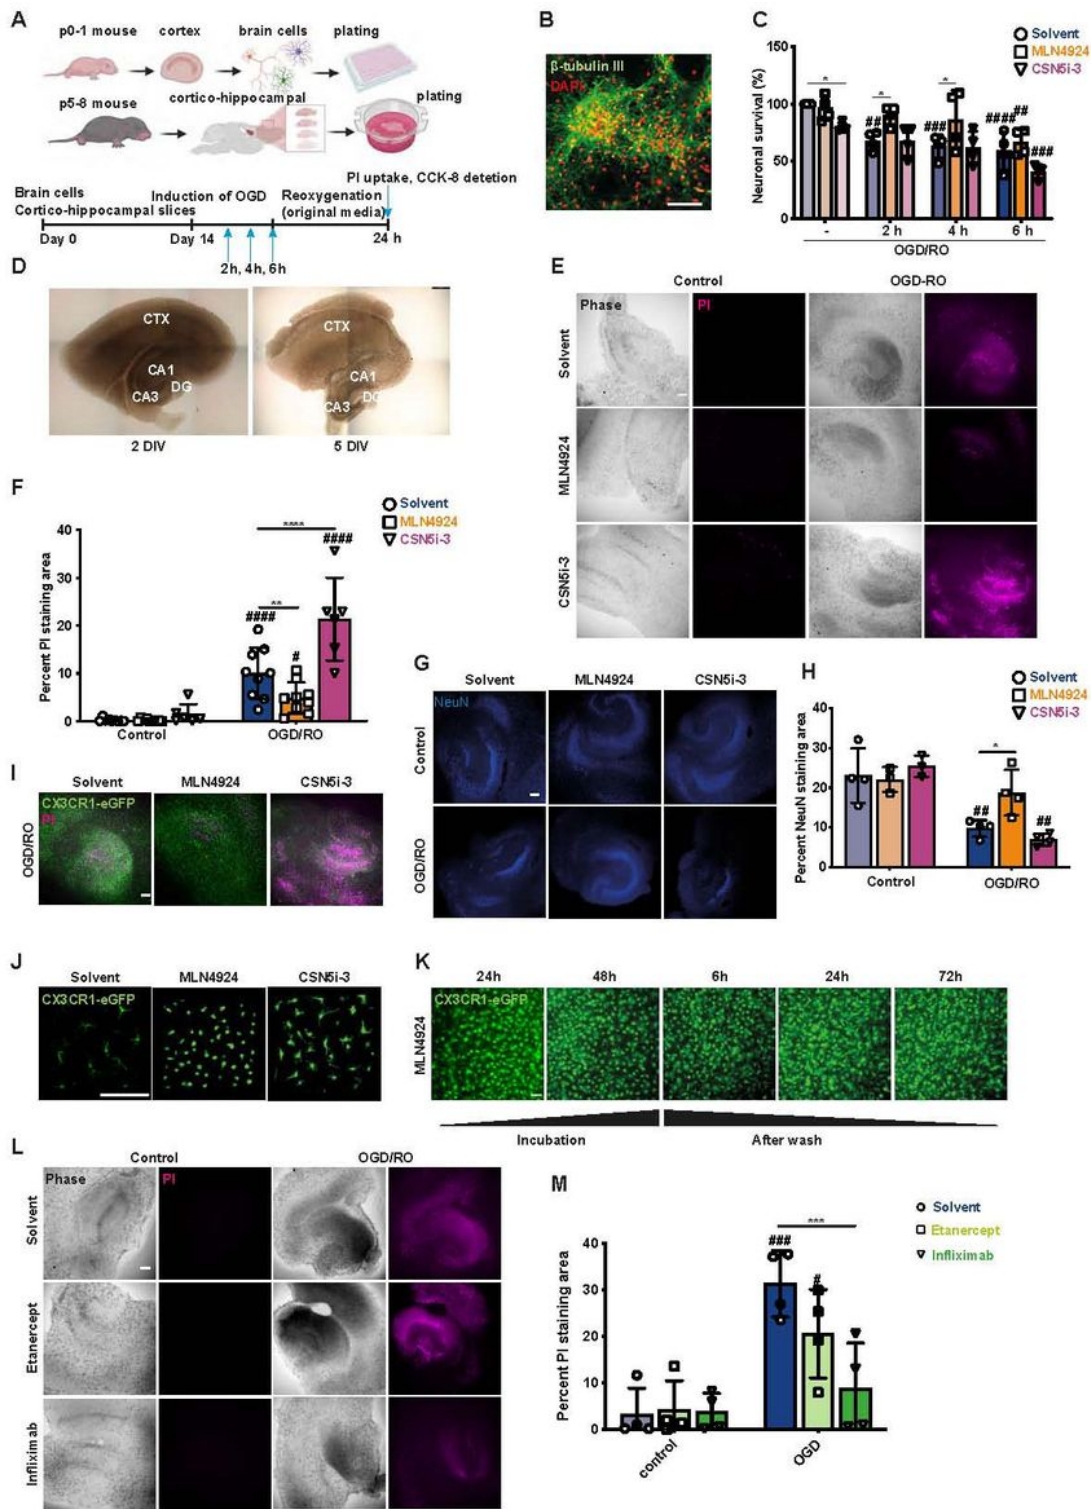 A
p0-1 mouse cortex brain cells plating
p5-8 mouse cortico-hippocampal plating
PI uptake, CCK-8 detetion
Brain cells Induction of OGD Reoxygenation
Cortico-hippocampal slices (original media)
Day 0 Day 14 24 h
2h, 4h, 6h
B
β-tubulin III
DAPI
C
Solvent
MLN4924
CSN5i-3
Neuronal survival (%)
150
100
50
0
* * *
## ### #### ## ###
- 2 h 4 h 6 h
OGD/RO
D
CTX CTX
CA1 CA1
DG DG
CA3 CA3
2 DIV 5 DIV
E
Control OGD-RO
Phase PI
Solvent
MLN4924
CSN5i-3
F
Solvent
MLN4924
CSN5i-3
Percent PI staining area
40
30
20
10
0
****
####
**
####
#
Control OGD/RO
G
Solvent MLN4924 CSN5i-3
NeuN
Control
OGD/RO
H
Solvent
MLN4924
CSN5i-3
Percent NeuN staining area
40
30
20
10
0
*
## ##
Control OGD/RO
I
Solvent MLN4924 CSN5i-3
CX3CR1-eGFP
PI
OGD/RO
J
Solvent MLN4924 CSN5i-3
CX3CR1-eGFP
K
24h 48h 6h 24h 72h
CX3CR1-eGFP
MLN4924
Incubation After wash
L
Control OGD/RO
Phase PI
Solvent
Etanercept
Infliximab
M
Solvent
Etanercept
Infliximab
Percent PI staining area
40
30
20
10
0
***
###
#
control OGD